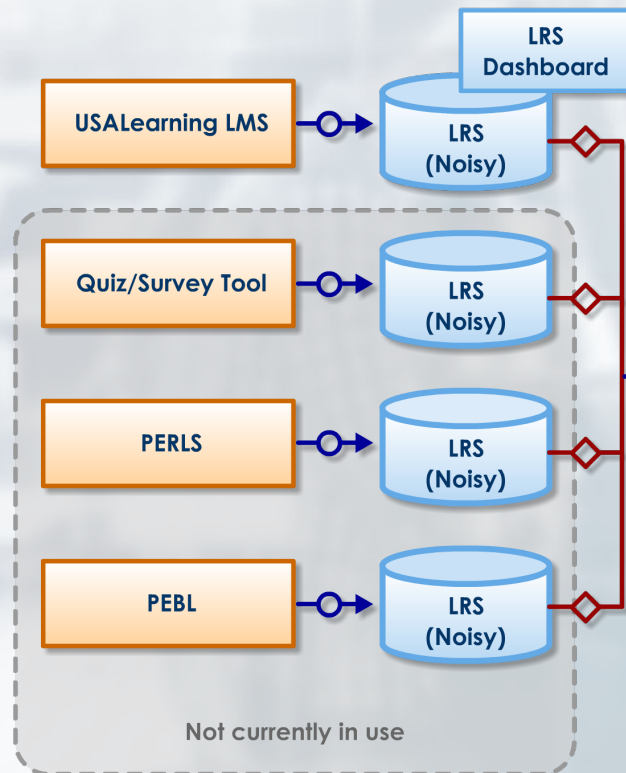 LRS
Dashboard
USALearning LMS
LRS
(Noisy)
Quiz/Survey Tool
LRS
(Noisy)
PERLS
LRS
(Noisy)
PEBL
LRS
(Noisy)
Not currently in use